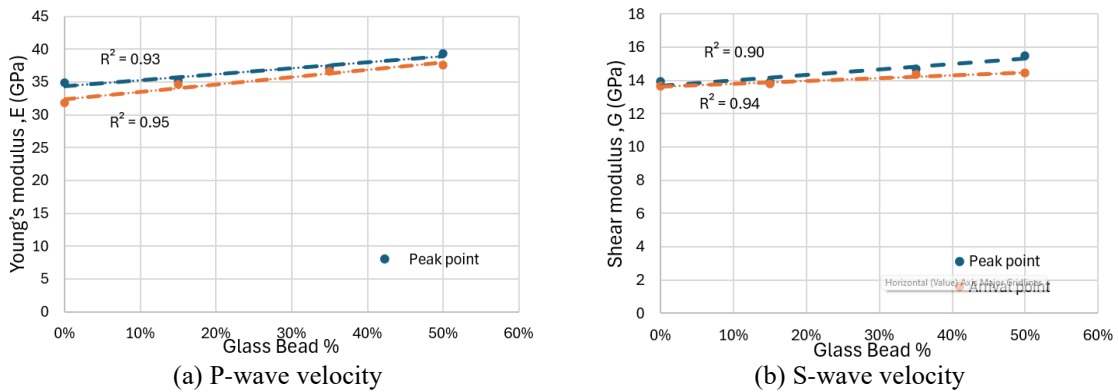 45
40
35
30
25
20
15
10
5
0
Young's modulus ,E (GPa)
R² = 0.93
R² = 0.95
Peak point
0% 10% 20% 30% 40% 50% 60%
Glass Bead %
(a) P-wave velocity
18
16
14
12
10
8
6
4
2
0
Shear modulus ,G (GPa)
R² = 0.90
R² = 0.94
Peak point
Horizontal (Value) Axis Major Gridlines
Arrival point
0% 10% 20% 30% 40% 50% 60%
Glass Bead %
(b) S-wave velocity